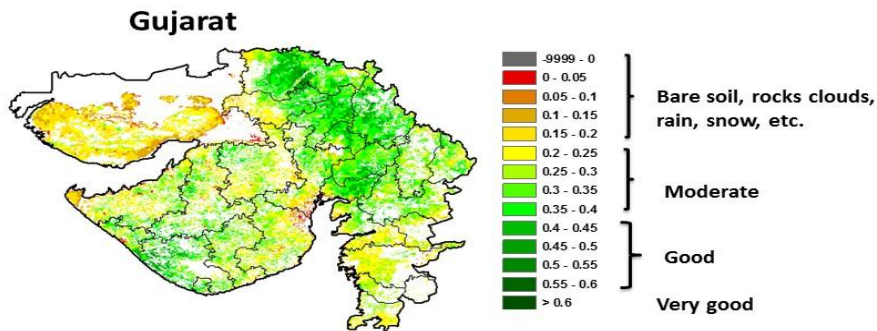 Gujarat
-9999 - 0
0 - 0.05
0.05 - 0.1
0.1 - 0.15
0.15 - 0.2
0.2 - 0.25
0.25 - 0.3
0.3 - 0.35
0.35 - 0.4
0.4 - 0.45
0.45 - 0.5
0.5 - 0.55
0.55 - 0.6
> 0.6
Bare soil, rocks clouds,
rain, snow, etc.
Moderate
Good
Very good